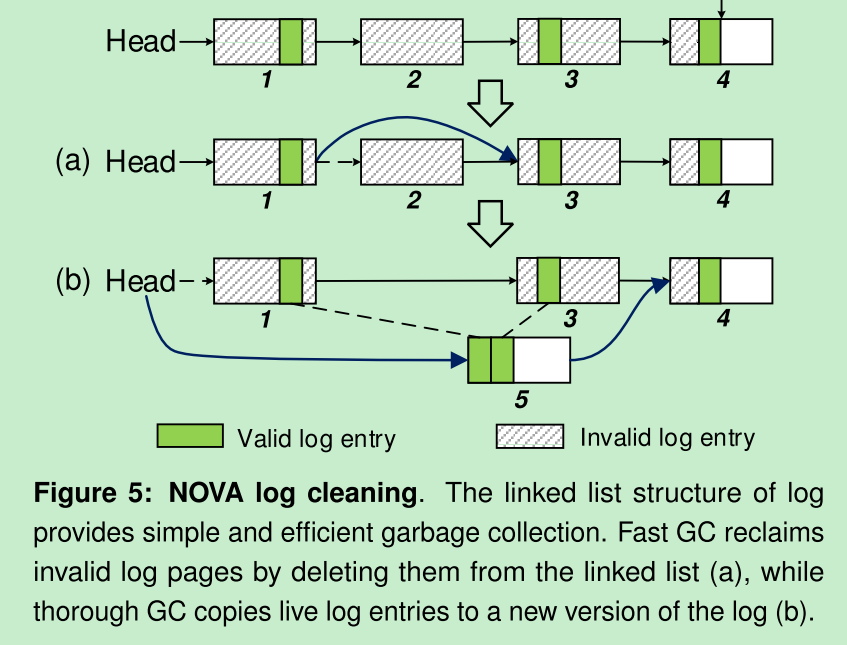 Head
1 2 3 4
(a) Head
1 2 3 4
(b) Head
1 3 4
5
Valid log entry Invalid log entry
Figure 5: NOVA log cleaning. The linked list structure of log
provides simple and efficient garbage collection. Fast GC reclaims
invalid log pages by deleting them from the linked list (a), while
thorough GC copies live log entries to a new version of the log (b).